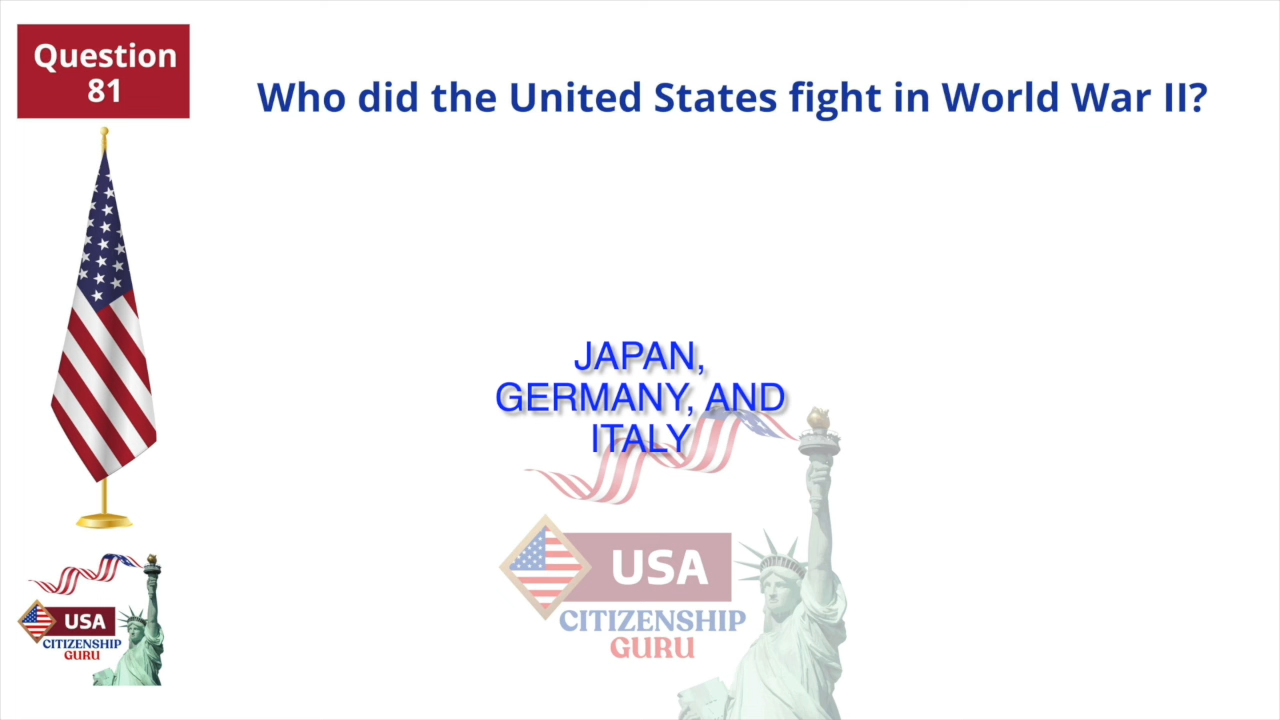 Question
81
Who did the United States fight in World War II?
JAPAN,
GERMANY, AND
ITALY
USA
CITIZENSHIP
GURU
USA
CITIZENSHIP
GURU